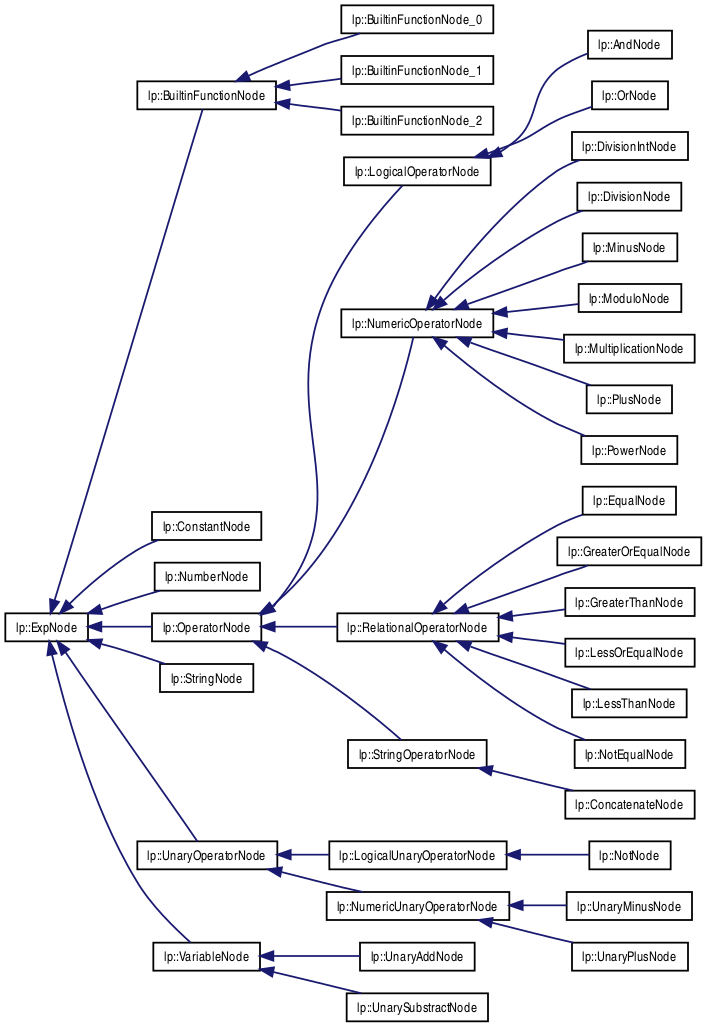 lp::BuiltinFunctionNode_0
lp::AndNode
lp::BuiltinFunctionNode_1
lp::BuiltinFunctionNode
lp::OrNode
lp::BuiltinFunctionNode_2
lp::DivisionIntNode
lp::LogicalOperatorNode
lp::DivisionNode
lp::MinusNode
lp::ModuloNode
lp::NumericOperatorNode
lp::MultiplicationNode
lp::PlusNode
lp::PowerNode
lp::EqualNode
lp::ConstantNode
lp::GreaterOrEqualNode
lp::NumberNode
lp::GreaterThanNode
lp::ExpNode
lp::OperatorNode
lp::RelationalOperatorNode
lp::LessOrEqualNode
lp::StringNode
lp::LessThanNode
lp::StringOperatorNode
lp::NotEqualNode
lp::ConcatenateNode
lp::UnaryOperatorNode
lp::LogicalUnaryOperatorNode
lp::NotNode
lp::NumericUnaryOperatorNode
lp::UnaryMinusNode
lp::VariableNode
lp::UnaryAddNode
lp::UnaryPlusNode
lp::UnarySubstractNode